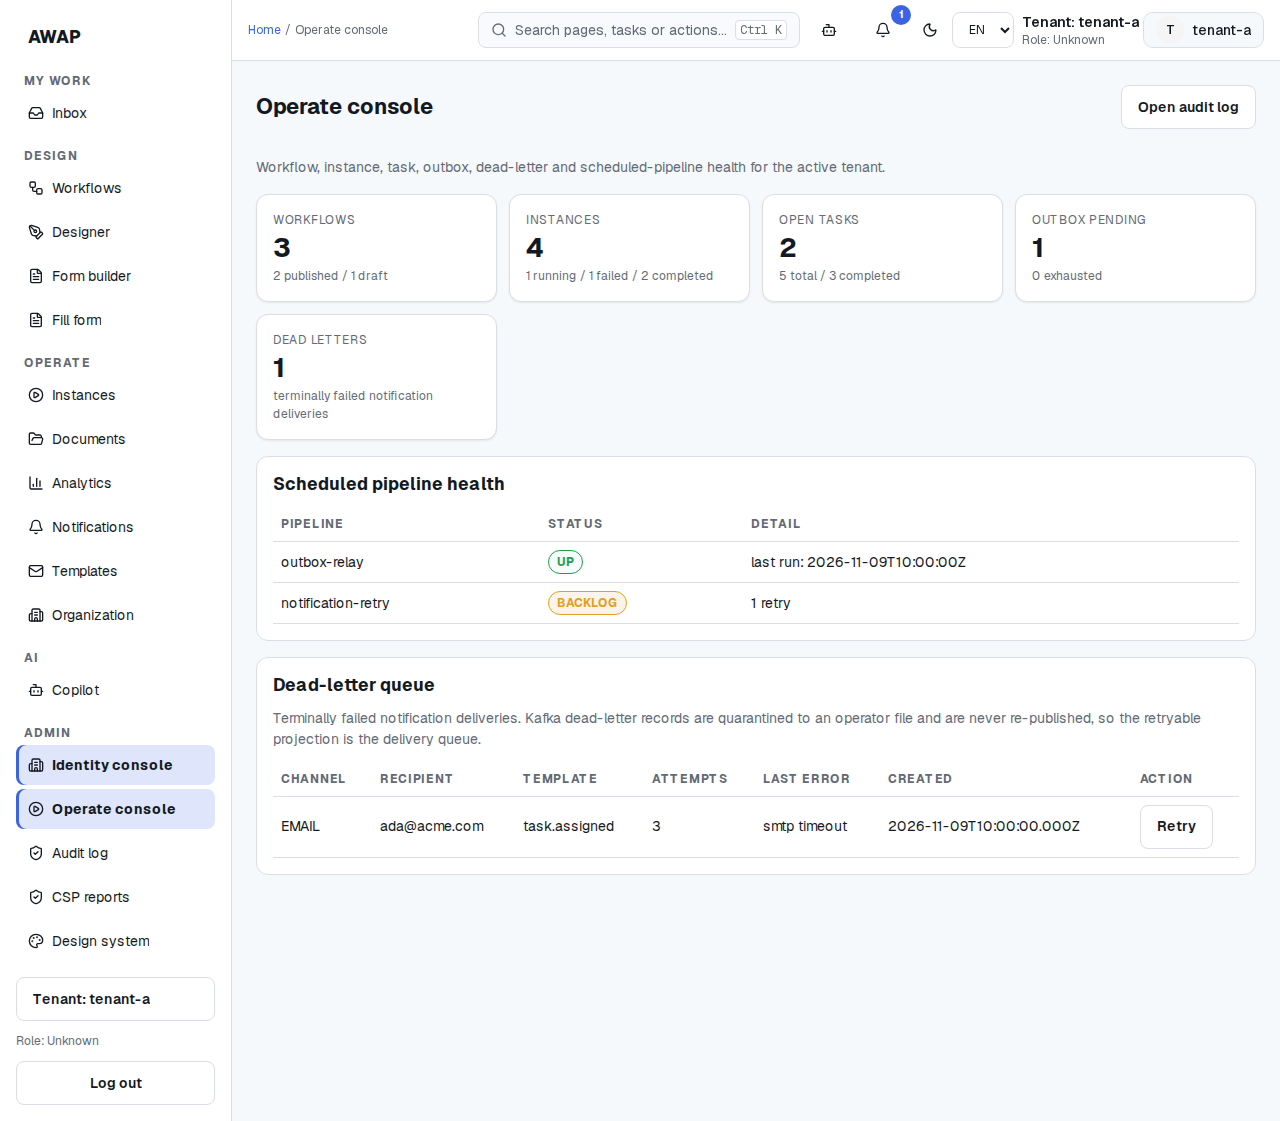 AWAP
MY WORK
Inbox
DESIGN
Workflows
Designer
Form builder
Fill form
OPERATE
Instances
Documents
Analytics
Notifications
Templates
Organization
AI
Copilot
ADMIN
Identity console
Operate console
Audit log
CSP reports
Design system
Tenant: tenant-a
Role: Unknown
Log out
Home / Operate console
Search pages, tasks or actions... Ctrl K
1
EN
Tenant: tenant-a
Role: Unknown
T tenant-a
Operate console
Open audit log
Workflow, instance, task, outbox, dead-letter and scheduled-pipeline health for the active tenant.
WORKFLOWS
3
2 published / 1 draft
INSTANCES
4
1 running / 1 failed / 2 completed
OPEN TASKS
2
5 total / 3 completed
OUTBOX PENDING
1
0 exhausted
DEAD LETTERS
1
terminally failed notification
deliveries
Scheduled pipeline health
PIPELINE STATUS DETAIL
outbox-relay UP last run: 2026-11-09T10:00:00Z
notification-retry BACKLOG 1 retry
Dead-letter queue
Terminally failed notification deliveries. Kafka dead-letter records are quarantined to an operator file and are never re-published, so the retryable
projection is the delivery queue.
CHANNEL RECIPIENT TEMPLATE ATTEMPTS LAST ERROR CREATED ACTION
EMAIL ada@acme.com task.assigned 3 smtp timeout 2026-11-09T10:00:00.000Z Retry